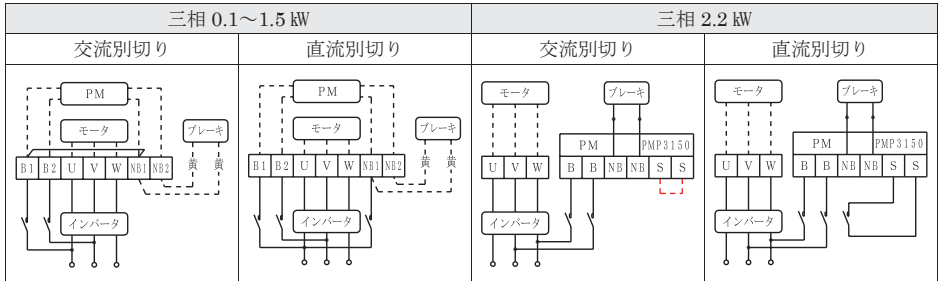 三相 0.1～1.5 ㎾ 三相 2.2 ㎾
交流別切り 直流別切り 交流別切り 直流別切り
PM
モータ
ブレーキ
黄 黄
B1 B2 U V W NB1 NB2
インバータ
PM
モータ
ブレーキ
黄 黄
B1 B2 U V W NB1 NB2
インバータ
モータ
ブレーキ
PM PMP3150
U V W B B NB NB S S
インバータ
モータ
ブレーキ
PM PMP3150
U V W B B NB NB S S
インバータ